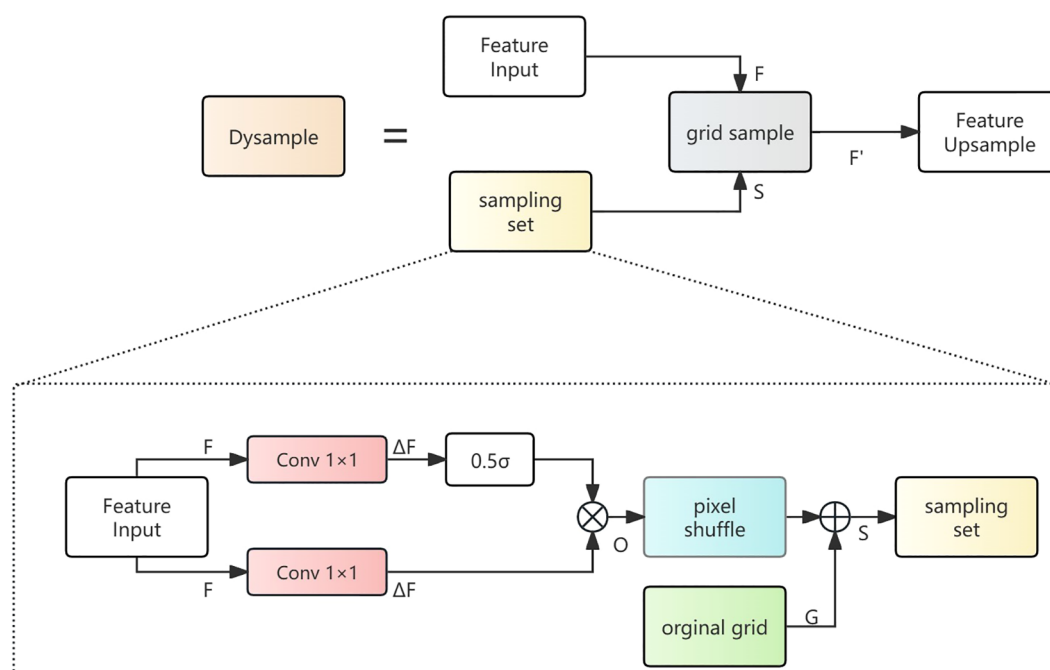 Feature
Input
F
Dysample
=
grid sample
F'
Feature
Upsample
sampling
set
S
F
Conv 1×1
ΔF
0.5σ
Feature
Input
F
Conv 1×1
ΔF
O
pixel
shuffle
S
sampling
set
orginal grid
G